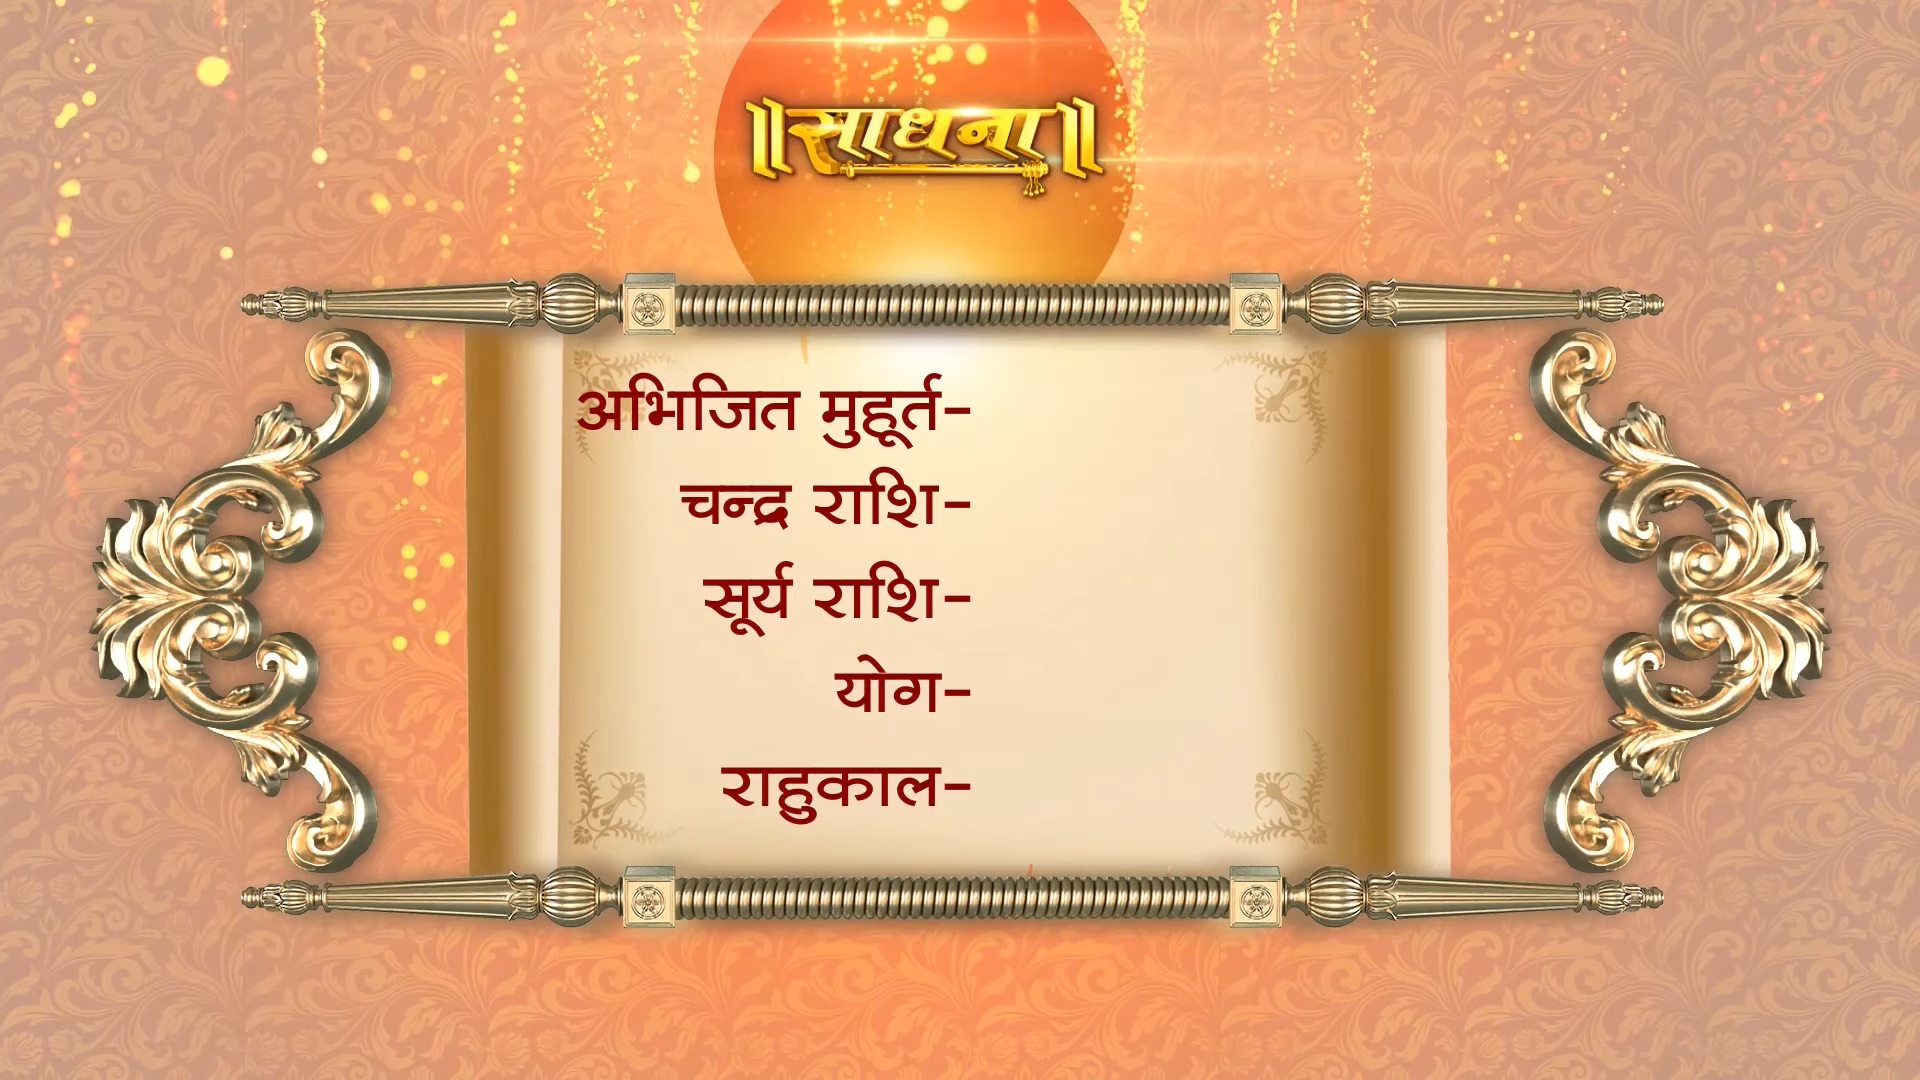 ॥साधना॥
अभिजित मुहूर्त-
चन्द्र राशि-
सूर्य राशि-
योग-
राहुकाल-